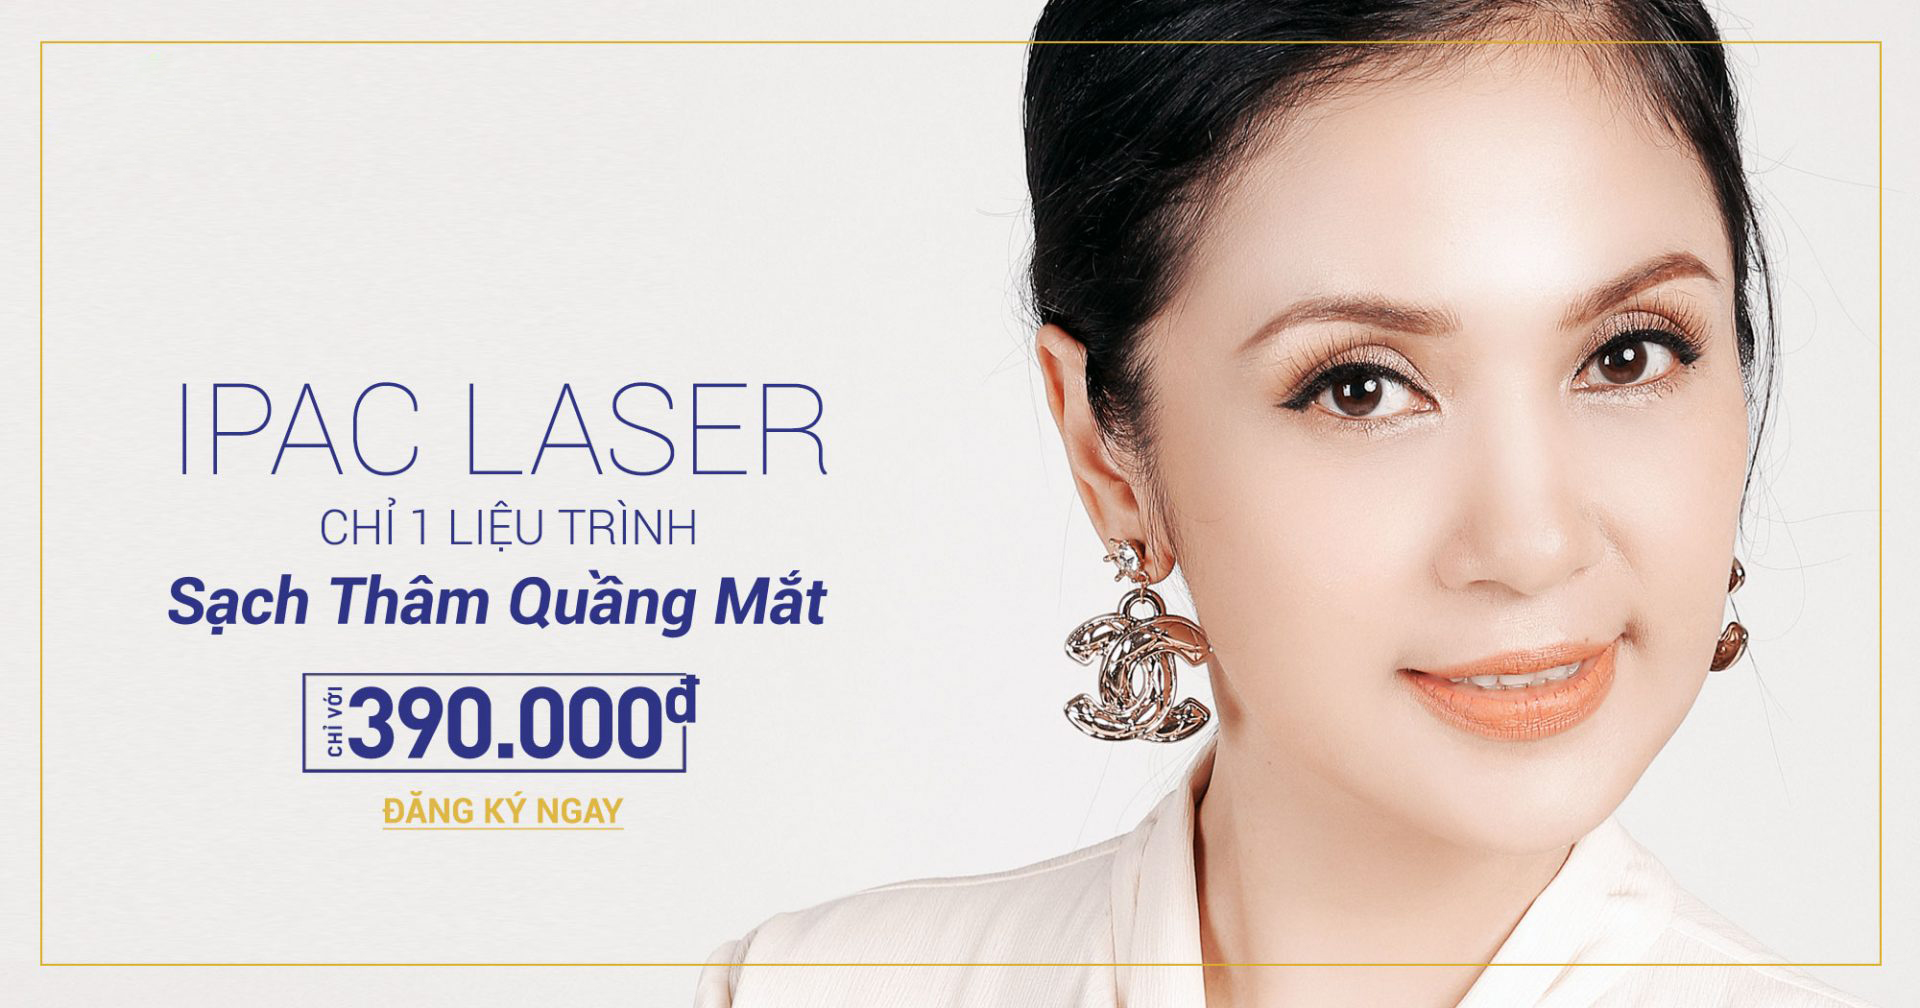 IPAC LASER
CHỈ 1 LIỆU TRÌNH
Sạch Thâm Quầng Mắt
CHỈ VỚI 390.000đ
ĐĂNG KÝ NGAY